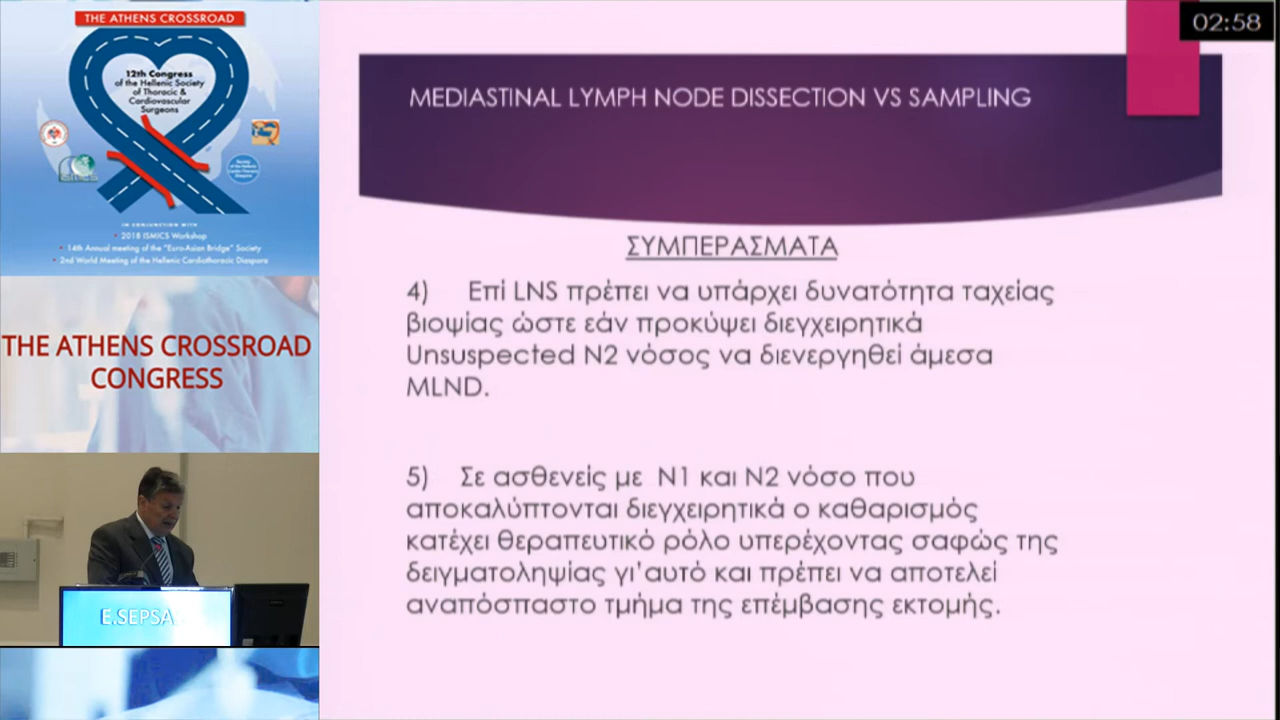 THE ATHENS CROSSROAD
12th Congress
of the Hellenic Society
of Thoracic &
Cardiovascular
Surgeons
IN CONJUNCTION WITH
• 2018 ISMICS Workshop
• 14th Annual meeting of the "Euro-Asian Bridge" Society
• 2nd World Meeting of the Hellenic Cardiothoracic Diaspora
THE ATHENS CROSSROAD
CONGRESS
E.SEPSA
02:58
MEDIASTINAL LYMPH NODE DISSECTION VS SAMPLING
ΣΥΜΠΕΡΑΣΜΑΤΑ
4) Επί LNS πρέπει να υπάρχει δυνατότητα ταχείας
βιοψίας ώστε εάν προκύψει διεγχειρητικά
Unsuspected N2 νόσος να διενεργηθεί άμεσα
MLND.
5) Σε ασθενείς με N1 και N2 νόσο που
αποκαλύπτονται διεγχειρητικά ο καθαρισμός
κατέχει θεραπευτικό ρόλο υπερέχοντας σαφώς της
δειγματοληψίας γι'αυτό και πρέπει να αποτελεί
αναπόσπαστο τμήμα της επέμβασης εκτομής.